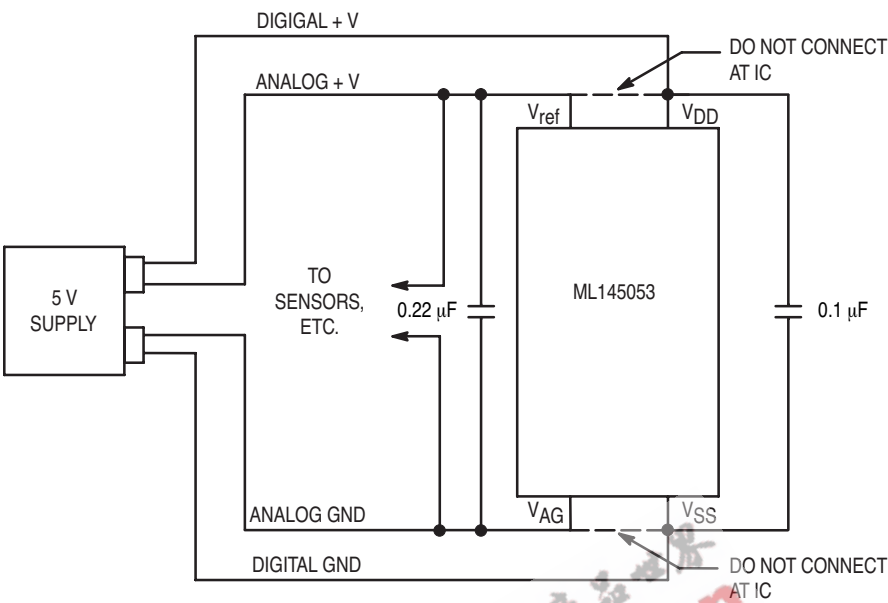 DIGIGAL + V
DO NOT CONNECT
AT IC
ANALOG + V
Vref
VDD
5 V
SUPPLY
TO
SENSORS,
ETC.
0.22 μF
ML145053
0.1 μF
ANALOG GND
VAG
VSS
DIGITAL GND
DO NOT CONNECT
AT IC